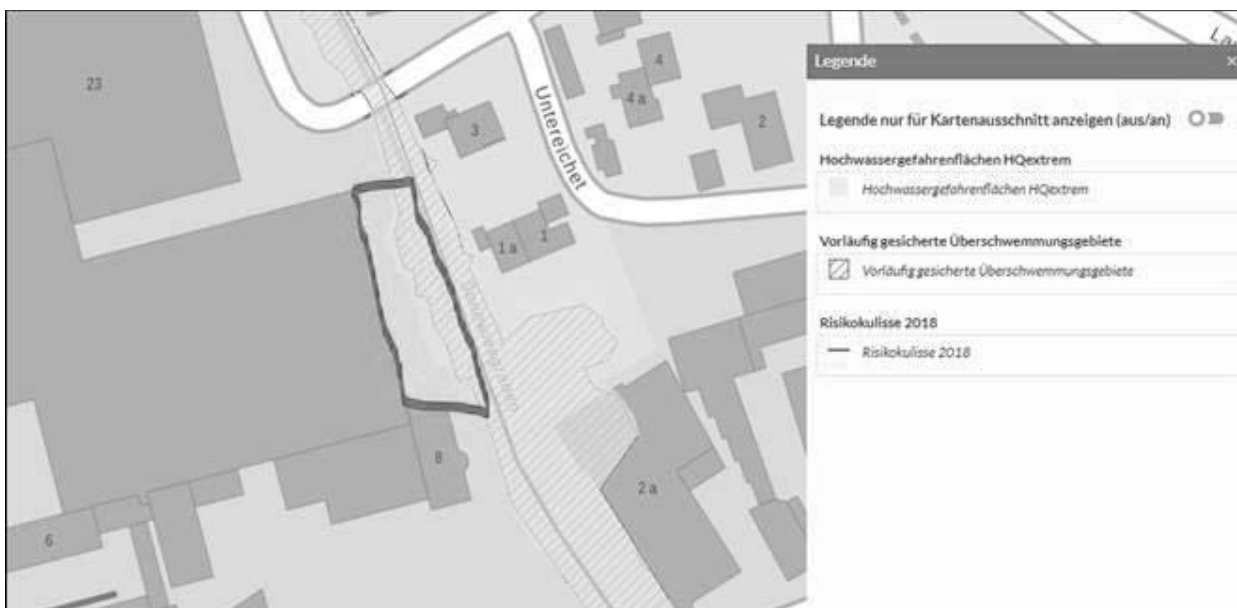 23
4
4 a
2
3
Untereichet
1 a
1
8
2 a
6
La
Legende
×
Legende nur für Kartenausschnitt anzeigen (aus/an)
Hochwassergefahrenflächen HQextrem
Hochwassergefahrenflächen HQextrem
Vorläufig gesicherte Überschwemmungsgebiete
Vorläufig gesicherte Überschwemmungsgebiete
Risikokulisse 2018
Risikokulisse 2018